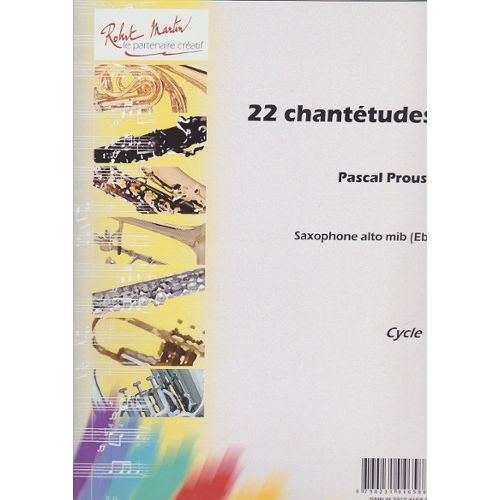 Robert Martin
le partenaire créatif
22 chantétudes
Pascal Prous
Saxophone alto mib (Eb
Cycle